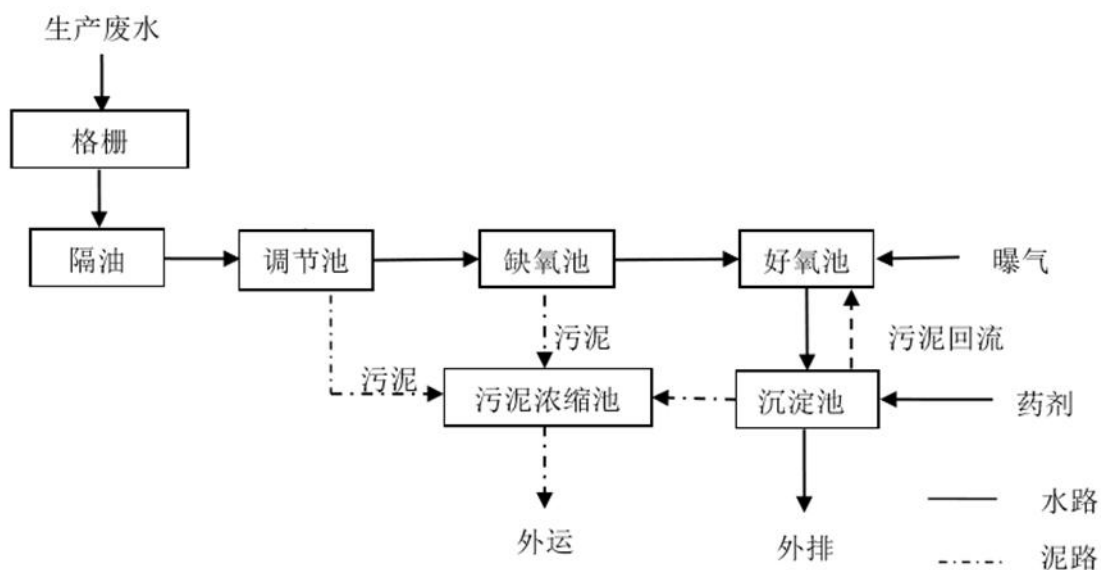 生产废水
格栅
隔油
调节池
缺氧池
好氧池
曝气
污泥
污泥回流
污泥
污泥浓缩池
沉淀池
药剂
水路
外运
外排
泥路